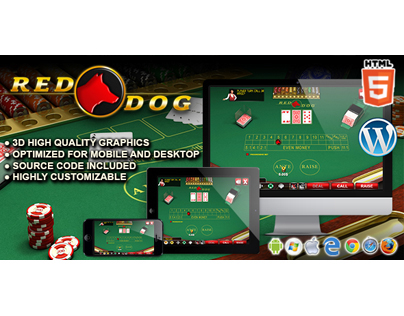 RED DOG
• 3D HIGH QUALITY GRAPHICS
• OPTIMIZED FOR MOBILE AND DESKTOP
• SOURCE CODE INCLUDED
• HIGHLY CUSTOMIZABLE
HTML
5
W
RED DOG
EVEN MONEY
PUSH
ANTE
RAISE
DEAL
CALL
RAISE